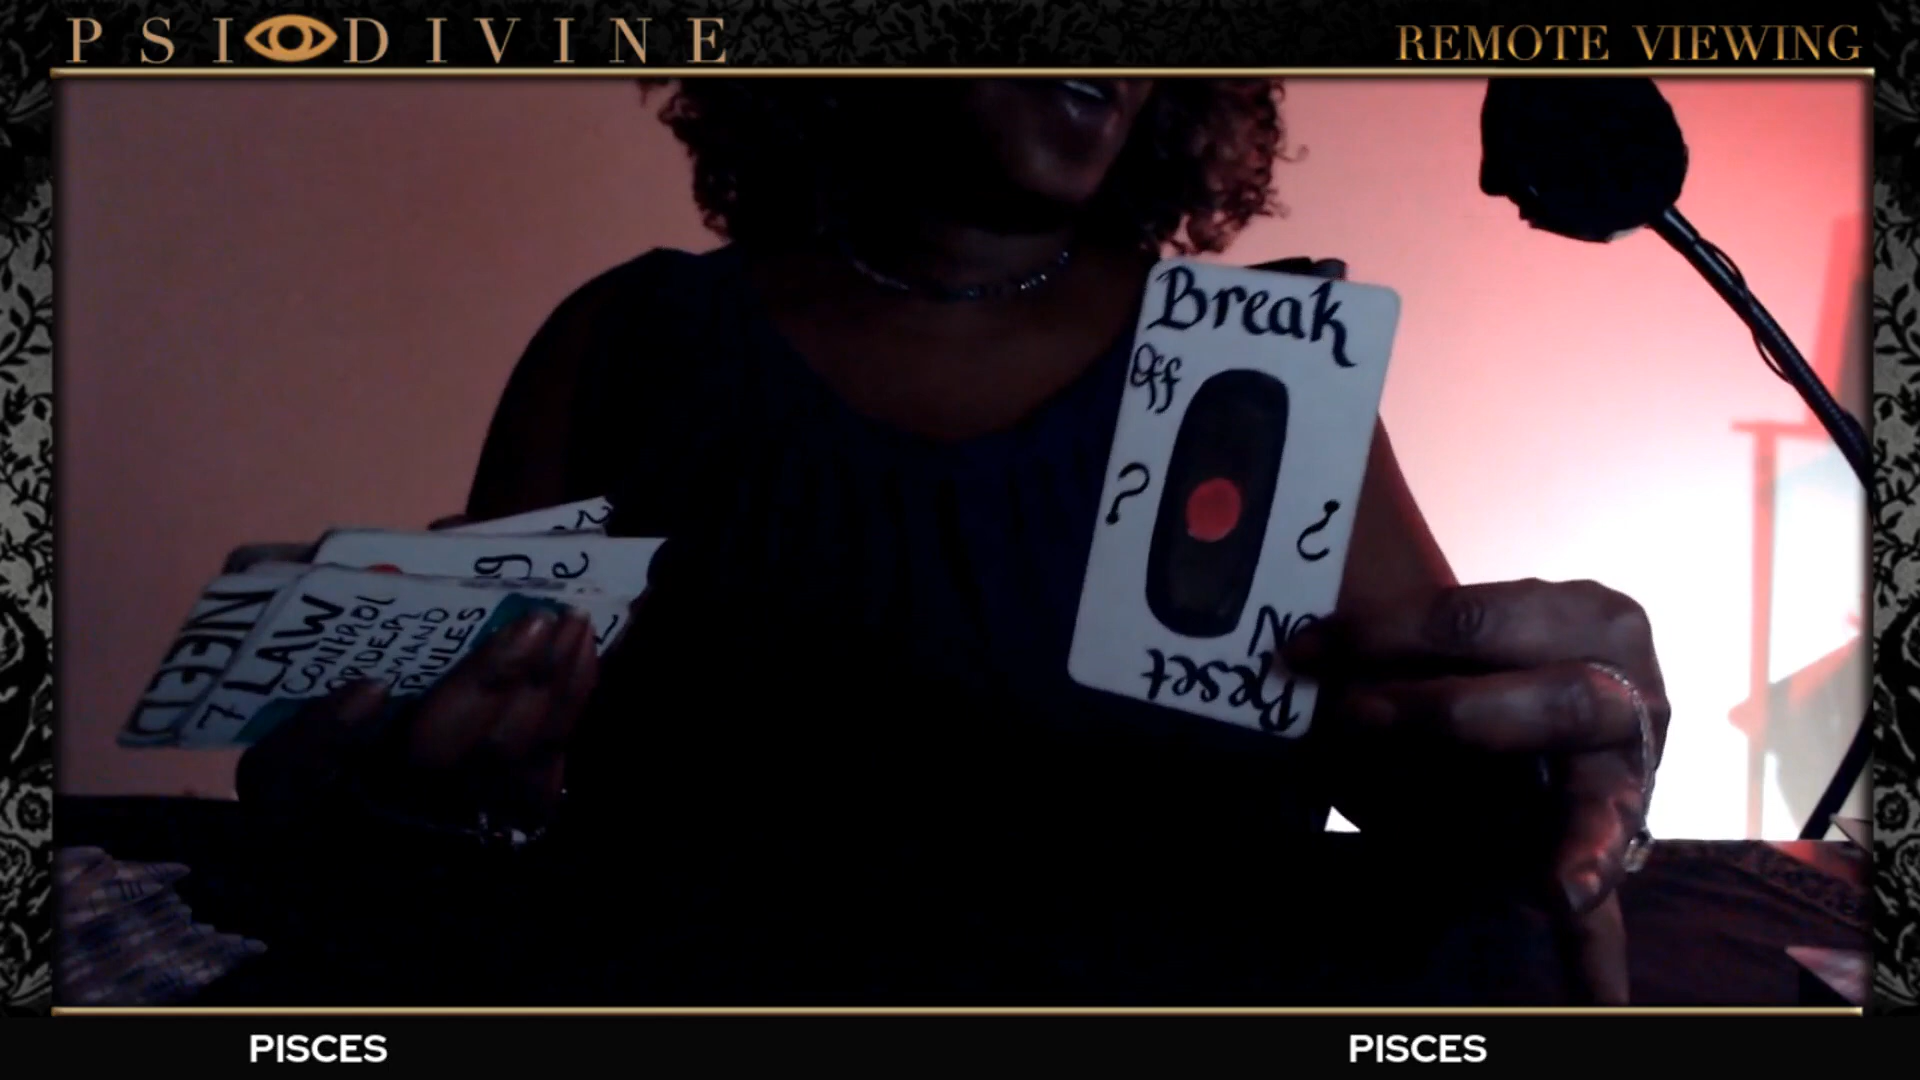 PSI DIVINE
REMOTE VIEWING
Break
Off
?
?
ON
Reset
NEED
7 LAW
CONTROL
ORDER
RULES
PISCES
PISCES